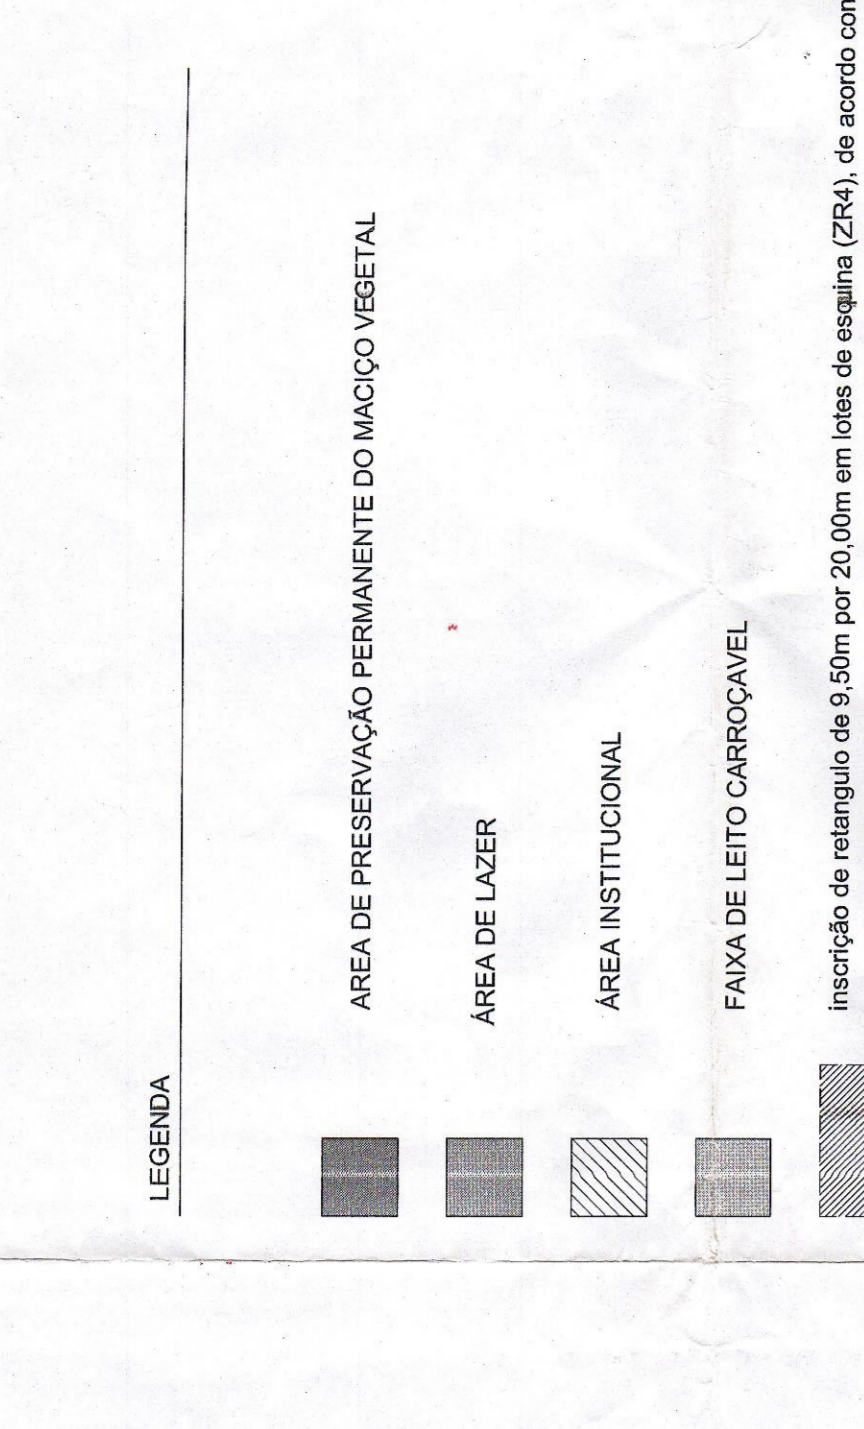 LEGENDA
AREA DE PRESERVAÇÃO PERMANENTE DO MACIÇO VEGETAL
ÁREA DE LAZER
ÁREA INSTITUCIONAL
FAIXA DE LEITO CARROÇAVEL
inscrição de retangulo de 9,50m por 20,00m em lotes de esquina (ZR4), de acordo con